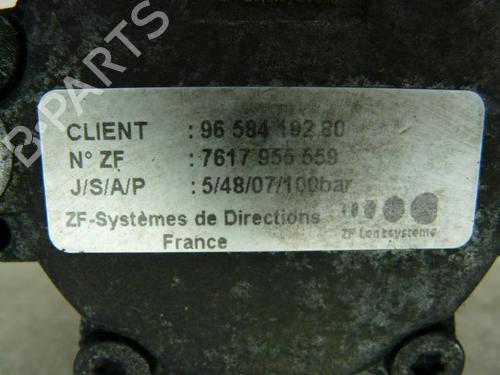 B-PARTS
CLIENT : 96 584 192 80
N° ZF : 7617 955 559
J/S/A/P : 5/48/07/100bar
ZF-Systèmes de Directions
France
ZF Lenksysteme